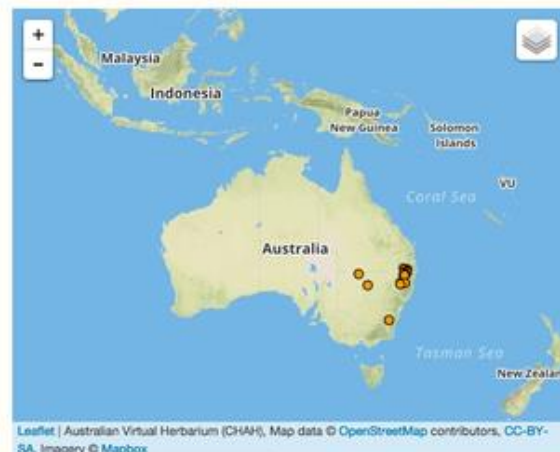 +
−
Malaysia
Indonesia
Papua
New Guinea
Solomon
Islands
VU
Coral Sea
Australia
Tasman Sea
New Zealan
Leaflet | Australian Virtual Herbarium (CHAH), Map data © OpenStreetMap contributors, CC-BY-
SA, Imagery © Mapbox